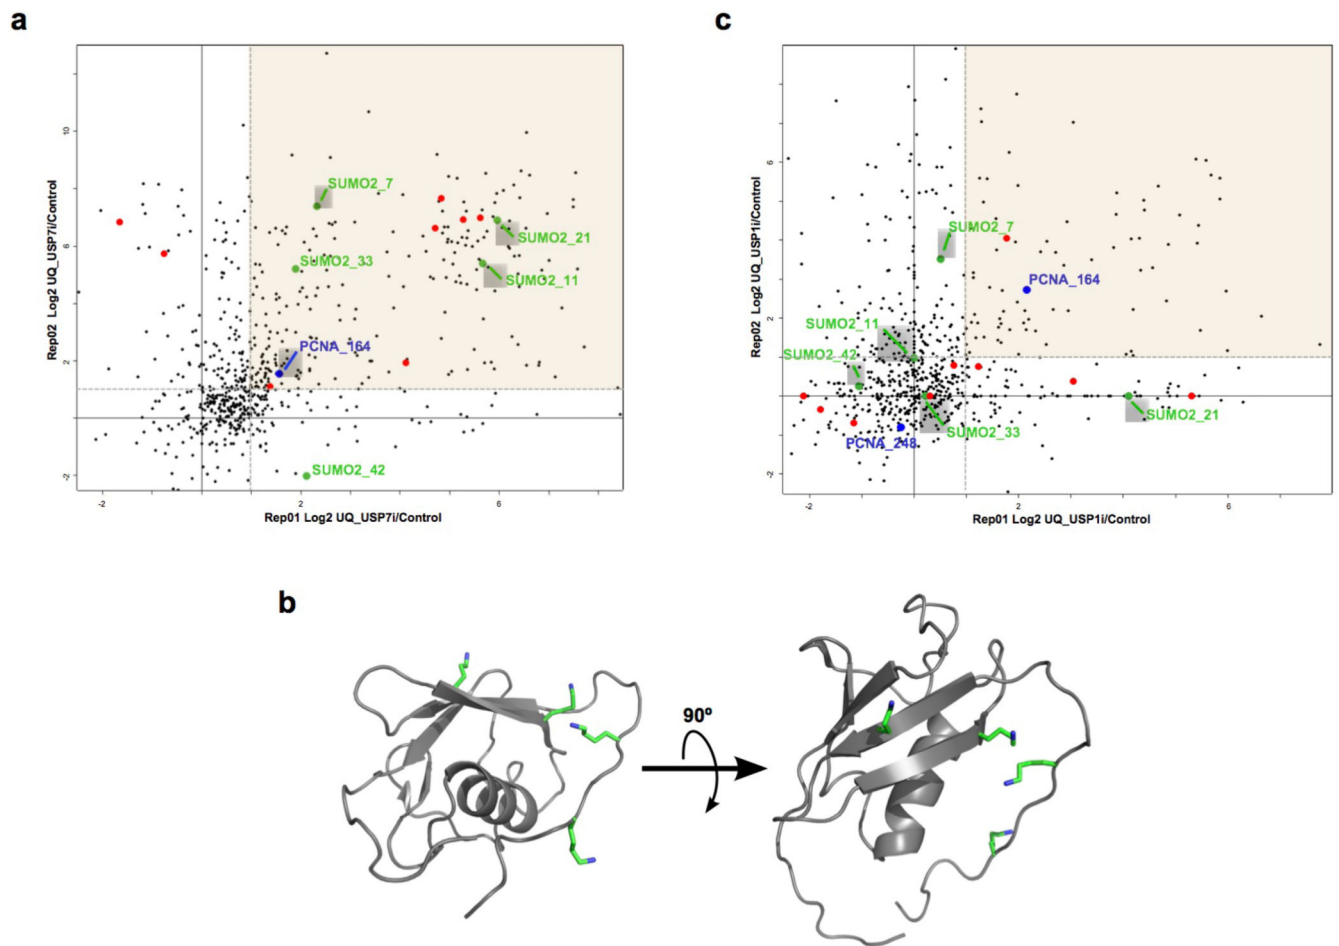 a
Rep02 Log2 UQ_USP7i/Control
10
6
2
-2
SUMO2_7
SUMO2_21
SUMO2_33
SUMO2_11
PCNA_164
SUMO2_42
-2
2
6
Rep01 Log2 UQ_USP7i/Control
c
Rep02 Log2 UQ_USP1i/Control
6
2
-2
SUMO2_7
PCNA_164
SUMO2_11
SUMO2_42
SUMO2_21
SUMO2_33
PCNA_248
-2
2
6
Rep01 Log2 UQ_USP1i/Control
b
90º